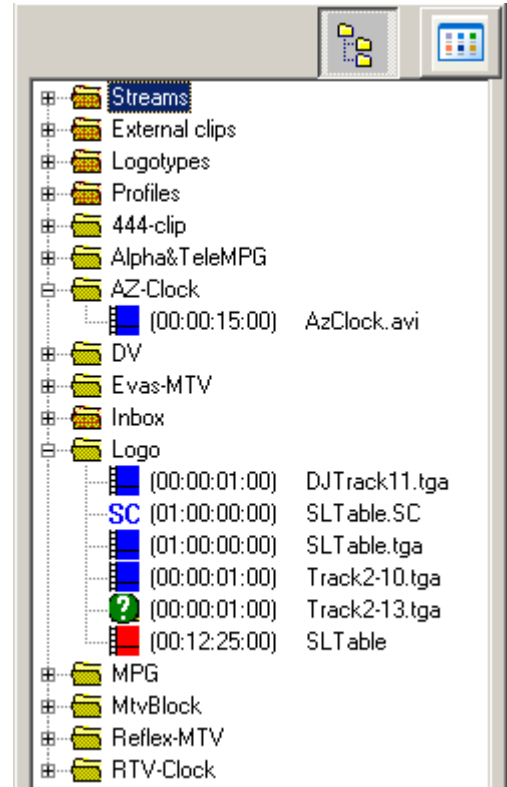 Streams
External clips
Logotypes
Profiles
444-clip
Alpha&TeleMPG
AZ-Clock
(00:00:15:00) AzClock.avi
DV
Evas-MTV
Inbox
Logo
(00:00:01:00) DJTrack11.tga
SC (01:00:00:00) SLTable.SC
(01:00:00:00) SLTable.tga
(00:00:01:00) Track2-10.tga
? (00:00:01:00) Track2-13.tga
(00:12:25:00) SLTable
MPG
MtvBlock
Reflex-MTV
RTV-Clock